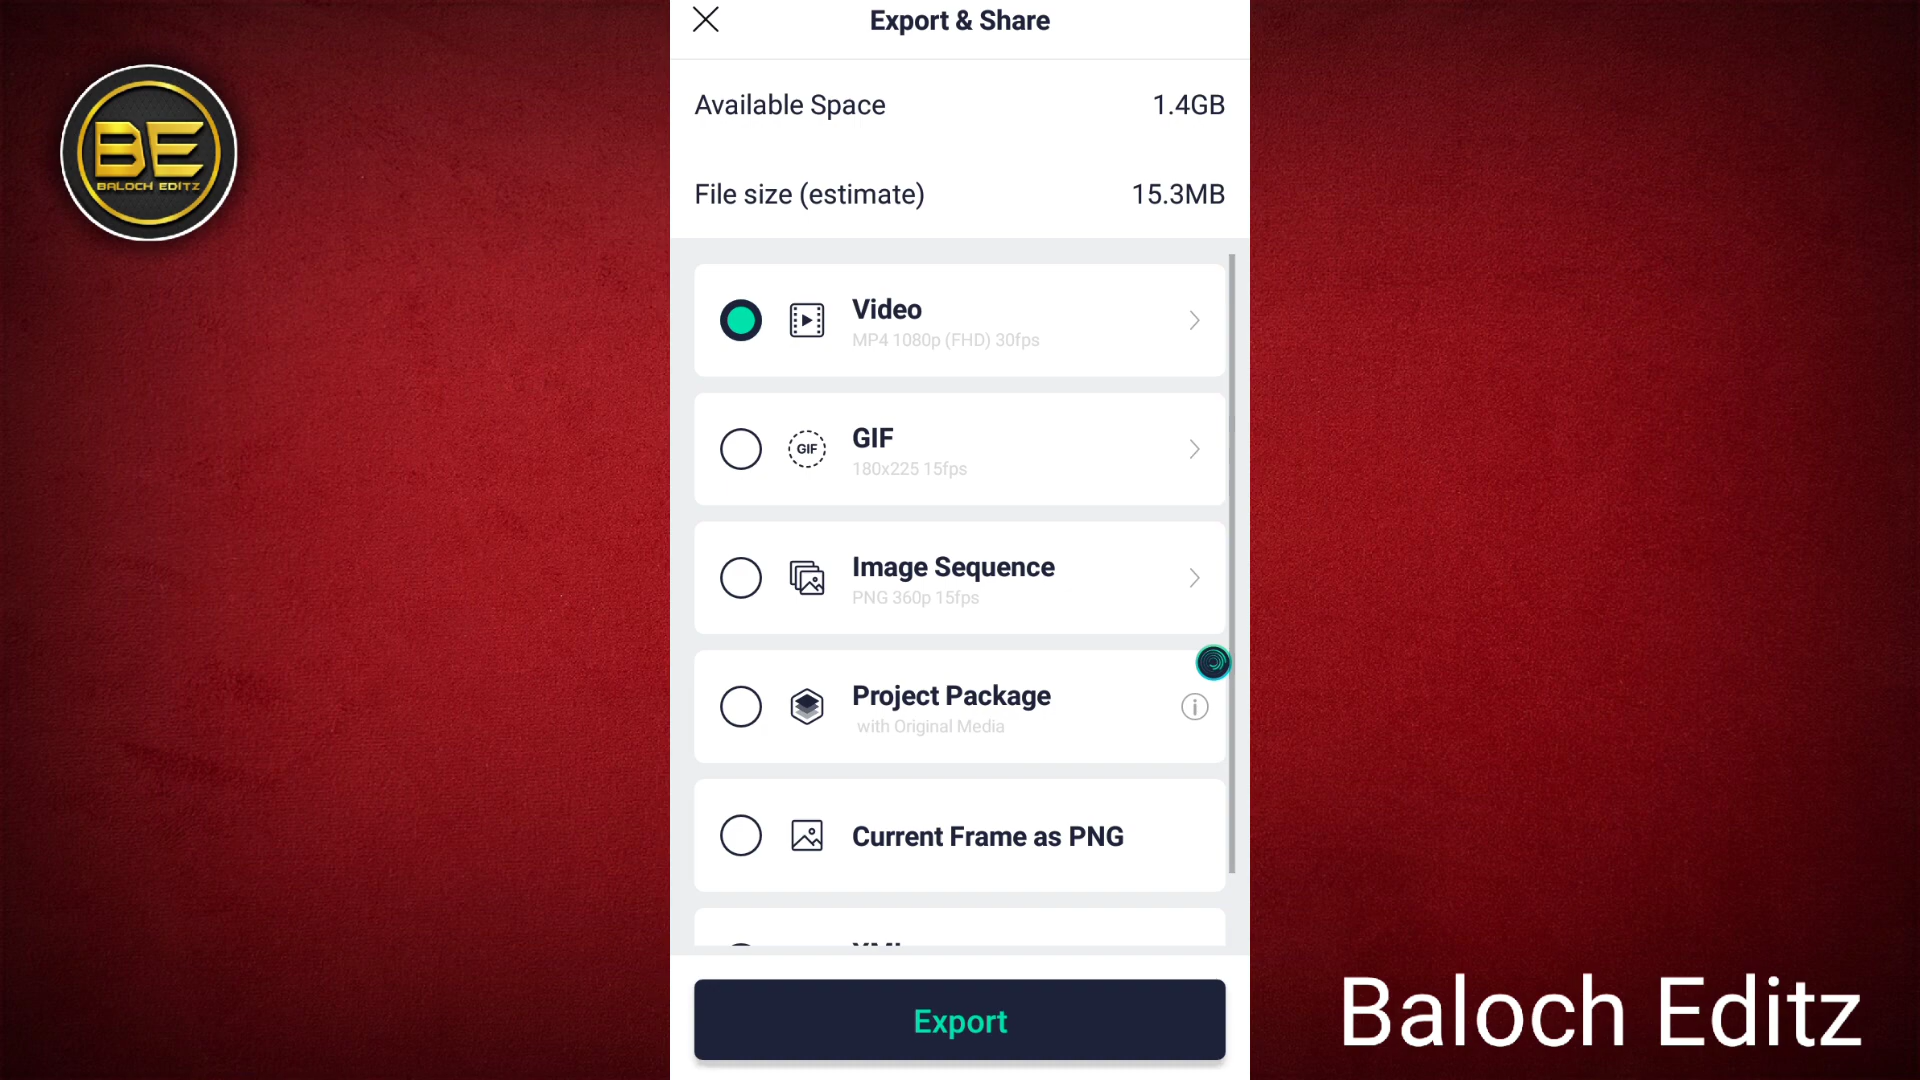 Export & Share
Available Space 1.4GB
File size (estimate) 15.3MB
BE
BALOCH EDITZ
Video
MP4 1080p (FHD) 30fps
GIF
GIF
180x225 15fps
Image Sequence
PNG 360p 15fps
Project Package
with Original Media
Current Frame as PNG
Export
Baloch Editz